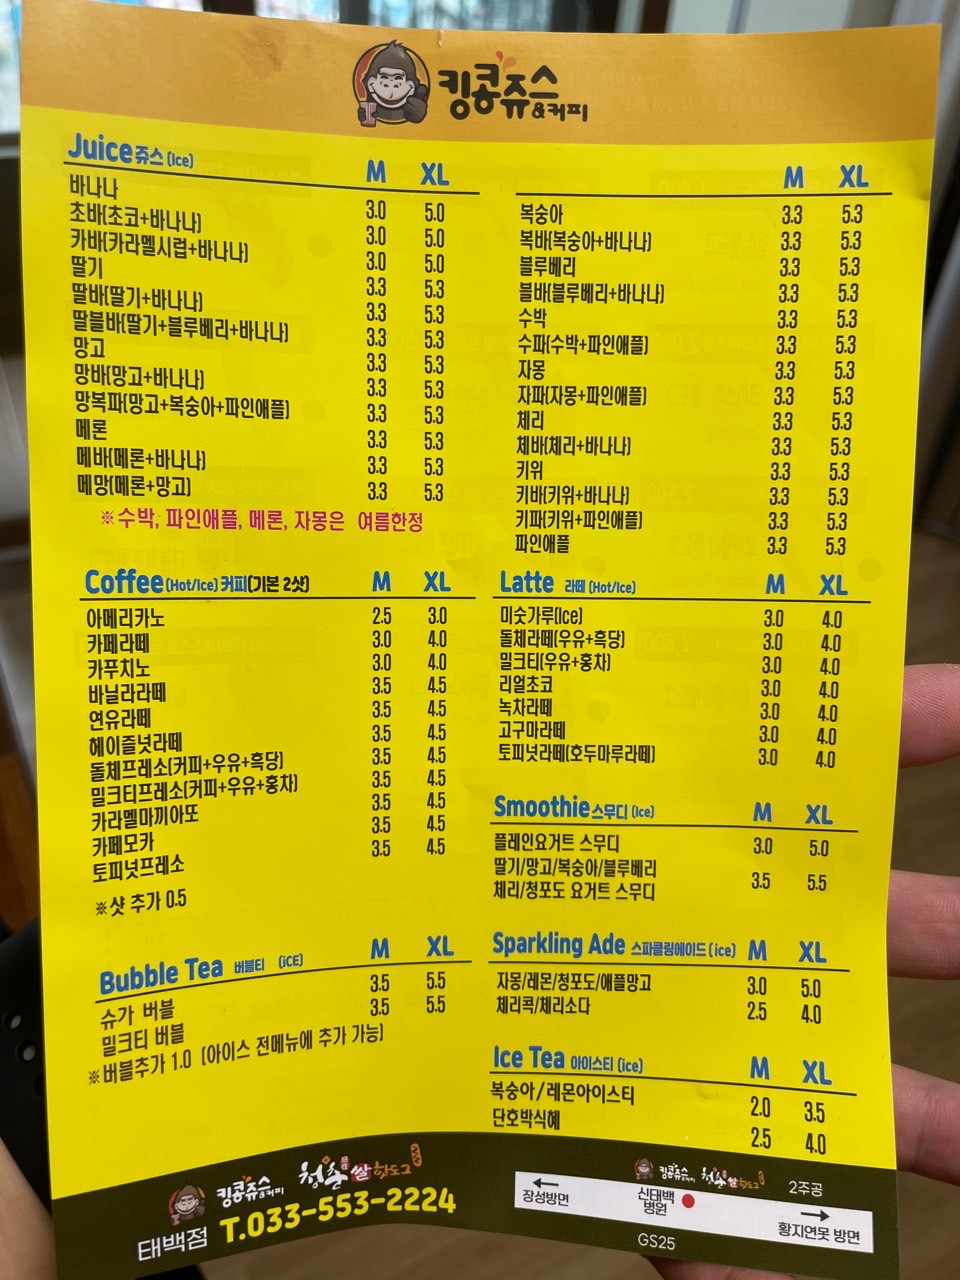 킹콩쥬스
&커피
Juice쥬스(Ice) M XL
바나나 3.0 5.0
초바(초코+바나나) 3.0 5.0
카바(카라멜시럽+바나나) 3.0 5.0
딸기 3.3 5.3
딸바(딸기+바나나) 3.3 5.3
딸블바(딸기+블루베리+바나나) 3.3 5.3
망고 3.3 5.3
망바(망고+바나나) 3.3 5.3
망복파(망고+복숭아+파인애플) 3.3 5.3
메론 3.3 5.3
메바(메론+바나나) 3.3 5.3
메망(메론+망고) 3.3 5.3
※수박, 파인애플, 메론, 자몽은 여름한정
M XL
복숭아 3.3 5.3
복바(복숭아+바나나) 3.3 5.3
블루베리 3.3 5.3
블바(블루베리+바나나) 3.3 5.3
수박 3.3 5.3
수파(수박+파인애플) 3.3 5.3
자몽 3.3 5.3
자파(자몽+파인애플) 3.3 5.3
체리 3.3 5.3
체바(체리+바나나) 3.3 5.3
키위 3.3 5.3
키바(키위+바나나) 3.3 5.3
키파(키위+파인애플) 3.3 5.3
파인애플 3.3 5.3
Coffee(Hot/Ice) 커피(기본 2샷) M XL
아메리카노 2.5 3.0
카페라떼 3.0 4.0
카푸치노 3.0 4.0
바닐라라떼 3.5 4.5
연유라떼 3.5 4.5
헤이즐넛라떼 3.5 4.5
돌체프레소(커피+우유+흑당) 3.5 4.5
밀크티프레소(커피+우유+홍차) 3.5 4.5
카라멜마끼아또 3.5 4.5
카페모카 3.5 4.5
토피넛프레소 3.5 4.5
※샷 추가 0.5
Latte 라떼 (Hot/Ice) M XL
미숫가루(Ice) 3.0 4.0
돌체라떼(우유+흑당) 3.0 4.0
밀크티(우유+홍차) 3.0 4.0
리얼초코 3.0 4.0
녹차라떼 3.0 4.0
고구마라떼 3.0 4.0
토피넛라떼(호두마루라떼) 3.0 4.0
Smoothie스무디 (Ice) M XL
플레인요거트 스무디 3.0 5.0
딸기/망고/복숭아/블루베리
체리/청포도 요거트 스무디 3.5 5.5
Bubble Tea 버블티 (iCE) M XL
슈가 버블 3.5 5.5
밀크티 버블 3.5 5.5
※버블추가 1.0 (아이스 전메뉴에 추가 가능)
Sparkling Ade 스파클링에이드(ice) M XL
자몽/레몬/청포도/애플망고 3.0 5.0
체리콕/체리소다 2.5 4.0
Ice Tea 아이스티 (ice) M XL
복숭아/레몬아이스티 2.0 3.5
단호박식혜 2.5 4.0
킹콩쥬스&커피 청춘쌀핫도그
태백점 T.033-553-2224
킹콩쥬스&커피 청춘쌀핫도그 2주공
장성방면
신태백
병원
황지연못 방면
GS25